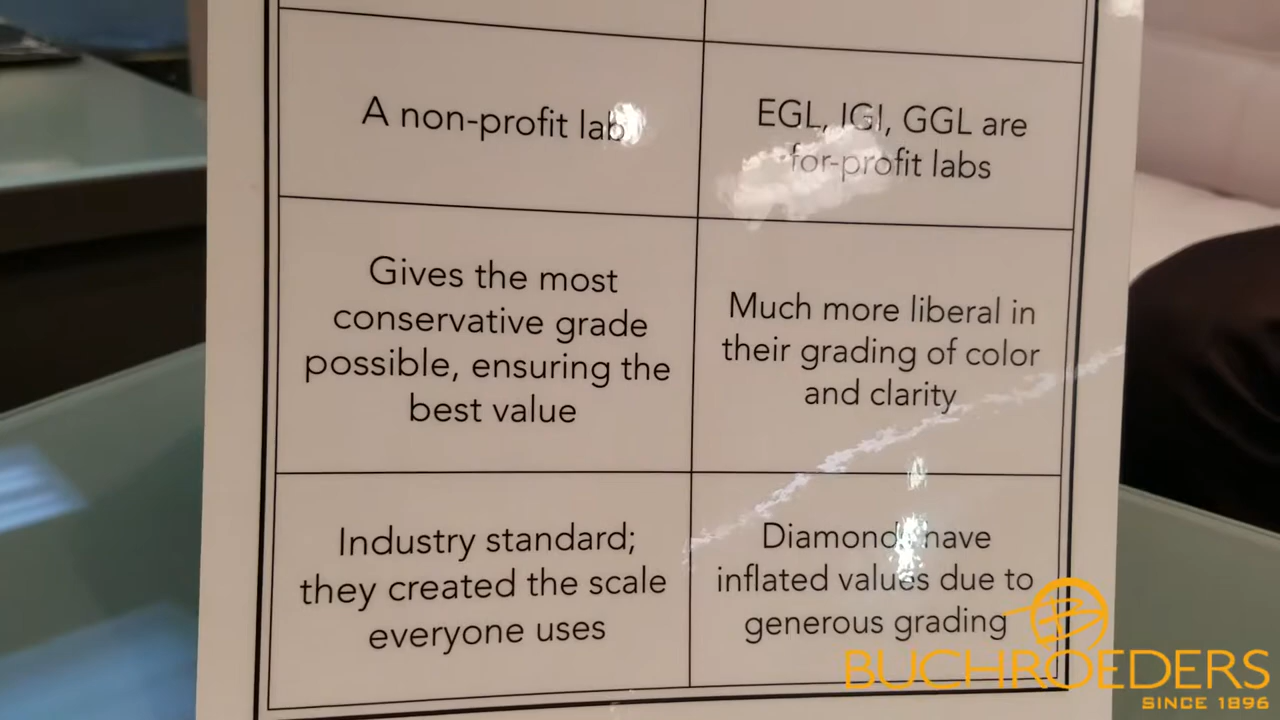 A non-profit lab
EGL, IGI, GGL are
for-profit labs
Gives the most
conservative grade
possible, ensuring the
best value
Much more liberal in
their grading of color
and clarity
Industry standard;
they created the scale
everyone uses
Diamonds have
inflated values due to
generous grading
BUCHROEDERS
SINCE 1896